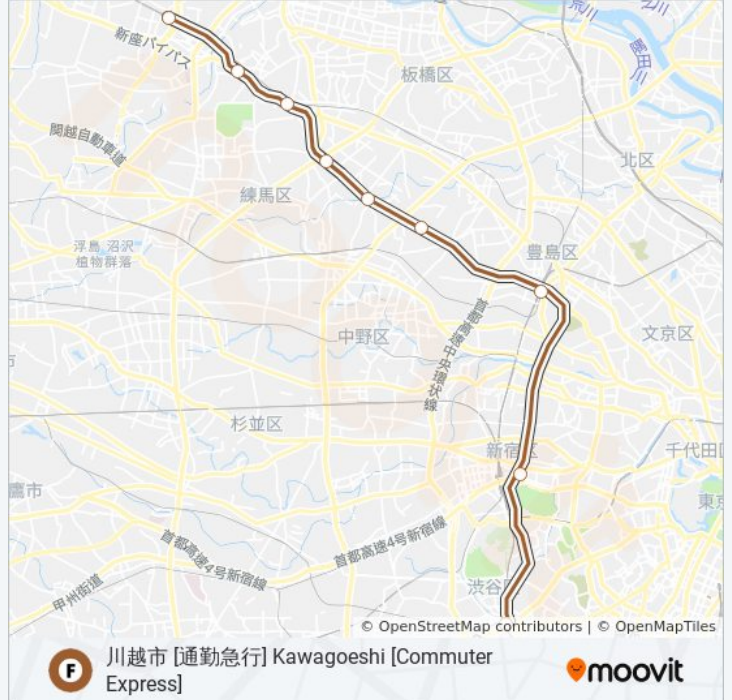 荒川
川
新座バイパス
隅田川
板橋区
関越自動車道
北区
練馬区
浮島 沼沢
植物群落
豊島区
首都高速中央環状線
文京区
中野区
杉並区
新宿区
千代田区
鷹市
東京
首都高速4号新宿線
首都高速4号新宿線
甲州街道
渋谷区
© OpenStreetMap contributors | © OpenMapTiles
F 川越市 [通勤急行] Kawagoeshi [Commuter
Express]
moovit